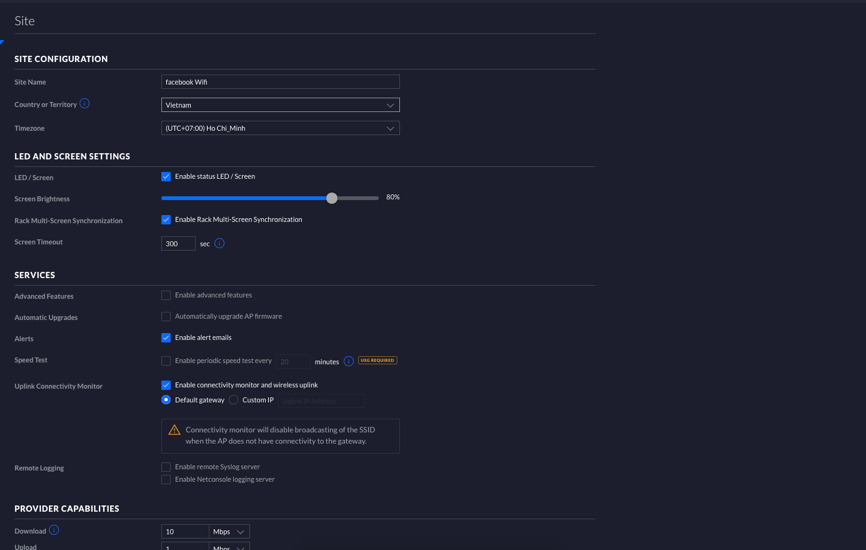 Site
SITE CONFIGURATION
Site Name facebook Wifi
Country or Territory Vietnam
Timezone (UTC+07:00) Ho Chi_Minh
LED AND SCREEN SETTINGS
LED / Screen Enable status LED / Screen
Screen Brightness 80%
Rack Multi-Screen Synchronization Enable Rack Multi-Screen Synchronization
Screen Timeout 300 sec
SERVICES
Advanced Features Enable advanced features
Automatic Upgrades Automatically upgrade AP firmware
Alerts Enable alert emails
Speed Test Enable periodic speed test every 20 minutes USG REQUIRED
Uplink Connectivity Monitor Enable connectivity monitor and wireless uplink
Default gateway Custom IP Uplink IP Address
Connectivity monitor will disable broadcasting of the SSID
when the AP does not have connectivity to the gateway.
Remote Logging Enable remote Syslog server
Enable Netconsole logging server
PROVIDER CAPABILITIES
Download 10 Mbps
Upload 1 Mbps